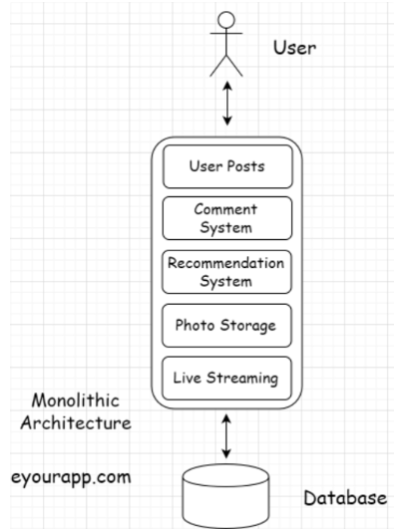 User
User Posts
Comment
System
Recommendation
System
Photo Storage
Live Streaming
Monolithic
Architecture
eyourapp.com
Database